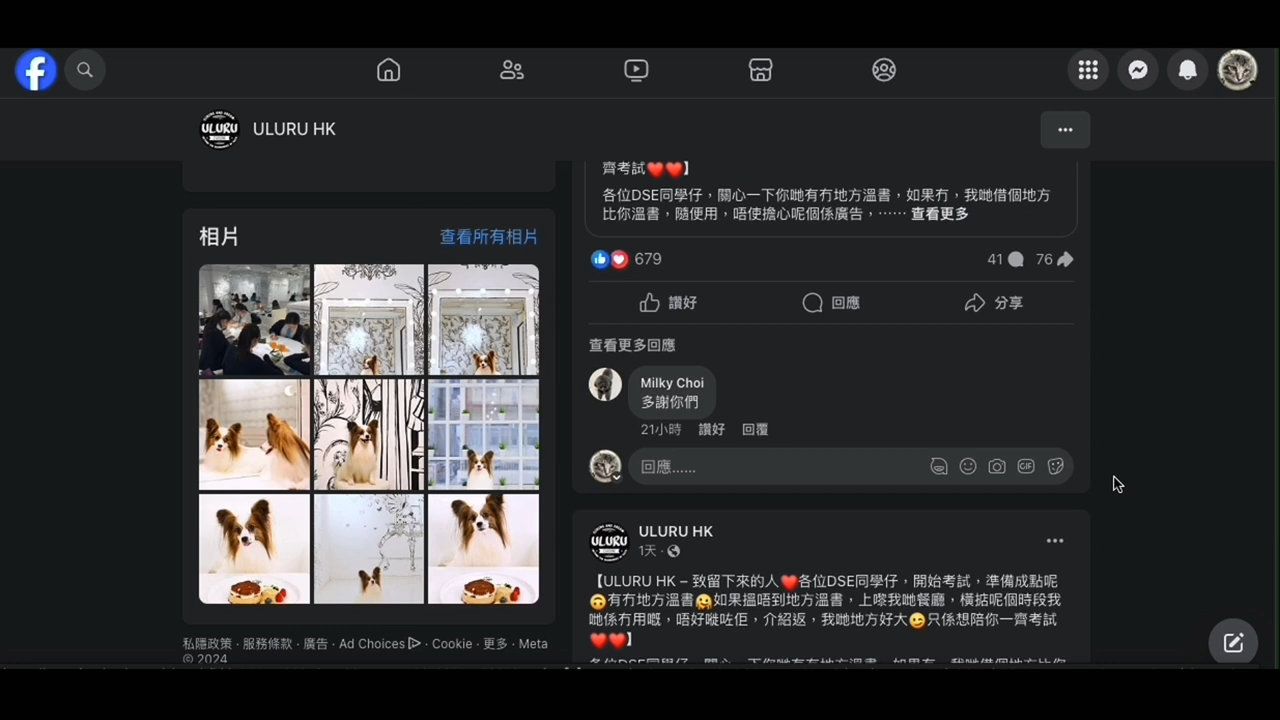 ULURU HK
相片
查看所有相片
私隱政策 · 服務條款 · 廣告 · Ad Choices · Cookie · 更多 · Meta
© 2024
齊考試❤️❤️】
各位DSE同學仔，關心一下你哋有冇地方溫書，如果冇，我哋借個地方
比你溫書，隨便用，唔使擔心呢個係廣告，⋯⋯ 查看更多
679
41
76
讚好
回應
分享
查看更多回應
Milky Choi
多謝你們
21小時 讚好 回覆
回應......
GIF
ULURU HK
1天 ·
【ULURU HK – 致留下來的人❤️各位DSE同學仔，開始考試，準備成點呢
🙃有冇地方溫書🫠如果搵唔到地方溫書，上嚟我哋餐廳，橫掂呢個時段我
哋係冇用嘅，唔好嘥咗佢，介紹返，我哋地方好大😉只係想陪你一齊考試
❤️❤️】